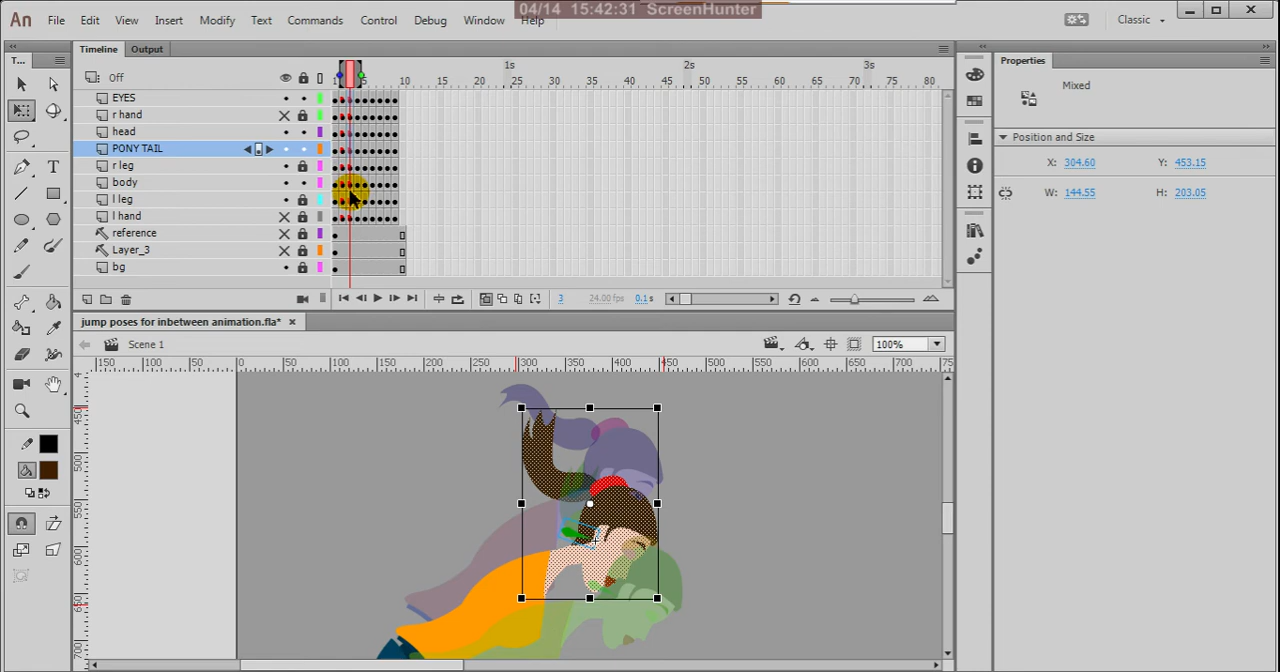 04/14 15:42:31 ScreenHunter
An File Edit View Insert Modify Text Commands Control Debug Window Help Classic
T... Timeline Output Properties
Off 1s 2s 3s
1 5 10 15 20 25 30 35 40 45 50 55 60 65 70 75 80
Mixed
EYES
r hand
head
PONY TAIL
r leg
body
l leg
l hand
reference
Layer_3
bg
Position and Size
X: 304.60 Y: 453.15
W: 144.55 H: 203.05
3 24.00 fps 0.1 s
jump poses for inbetween animation.fla*
Scene 1 100%
150 100 50 0 50 100 150 200 250 300 350 400 450 500 550 600 650 700 75
4
450
500
550
600
650
700